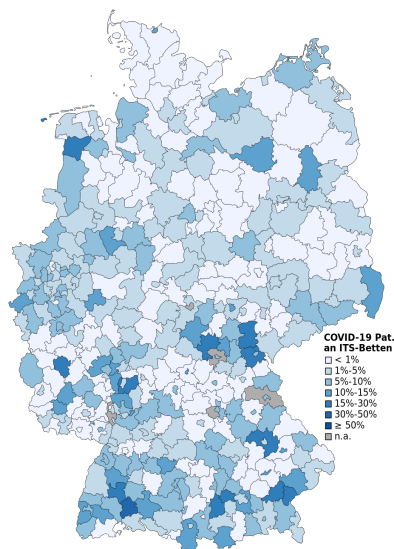 COVID-19 Pat.
an ITS-Betten
< 1%
1%-5%
5%-10%
10%-15%
15%-30%
30%-50%
≥ 50%
n.a.